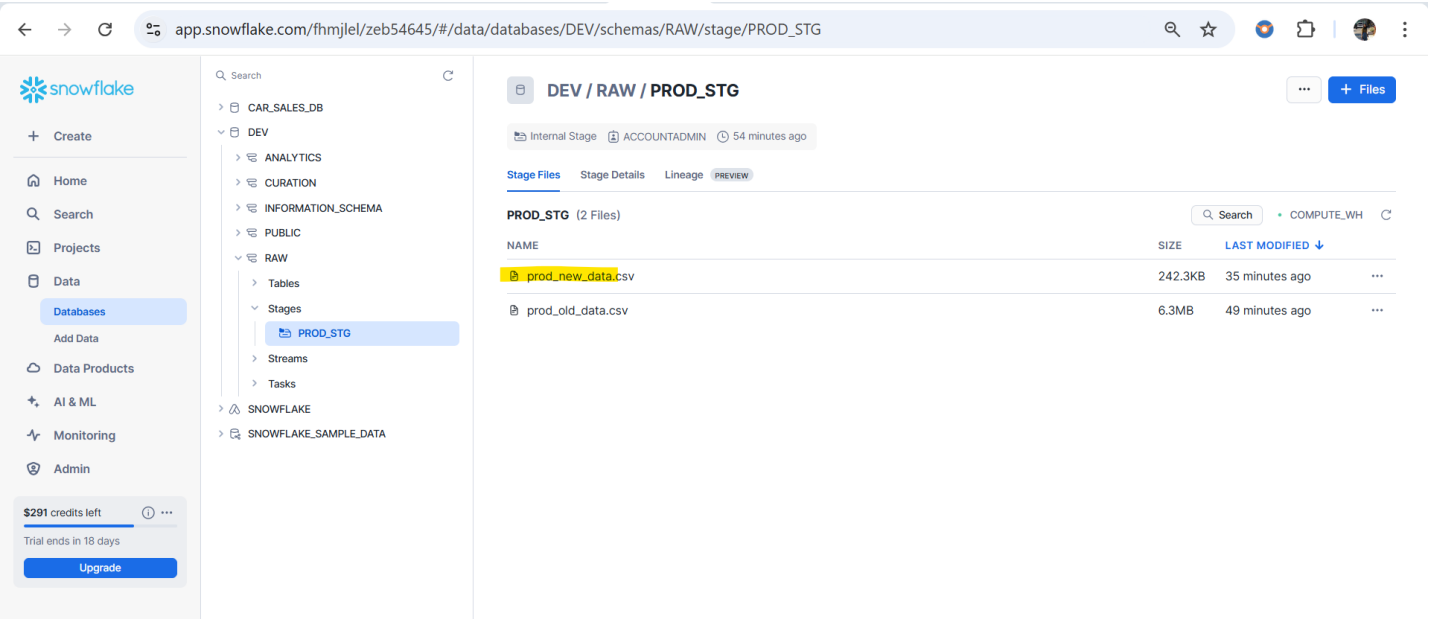 app.snowflake.com/fhmjlel/zeb54645/#/data/databases/DEV/schemas/RAW/stage/PROD_STG
snowflake
Create
Home
Search
Projects
Data
Databases
Add Data
Data Products
AI & ML
Monitoring
Admin
$291 credits left
Trial ends in 18 days
Upgrade
Search
CAR_SALES_DB
DEV
ANALYTICS
CURATION
INFORMATION_SCHEMA
PUBLIC
RAW
Tables
Stages
PROD_STG
Streams
Tasks
SNOWFLAKE
SNOWFLAKE_SAMPLE_DATA
DEV / RAW / PROD_STG
+ Files
Internal Stage ACCOUNTADMIN 54 minutes ago
Stage Files Stage Details Lineage PREVIEW
PROD_STG (2 Files) Search COMPUTE_WH
NAME SIZE LAST MODIFIED
prod_new_data.csv 242.3KB 35 minutes ago
prod_old_data.csv 6.3MB 49 minutes ago